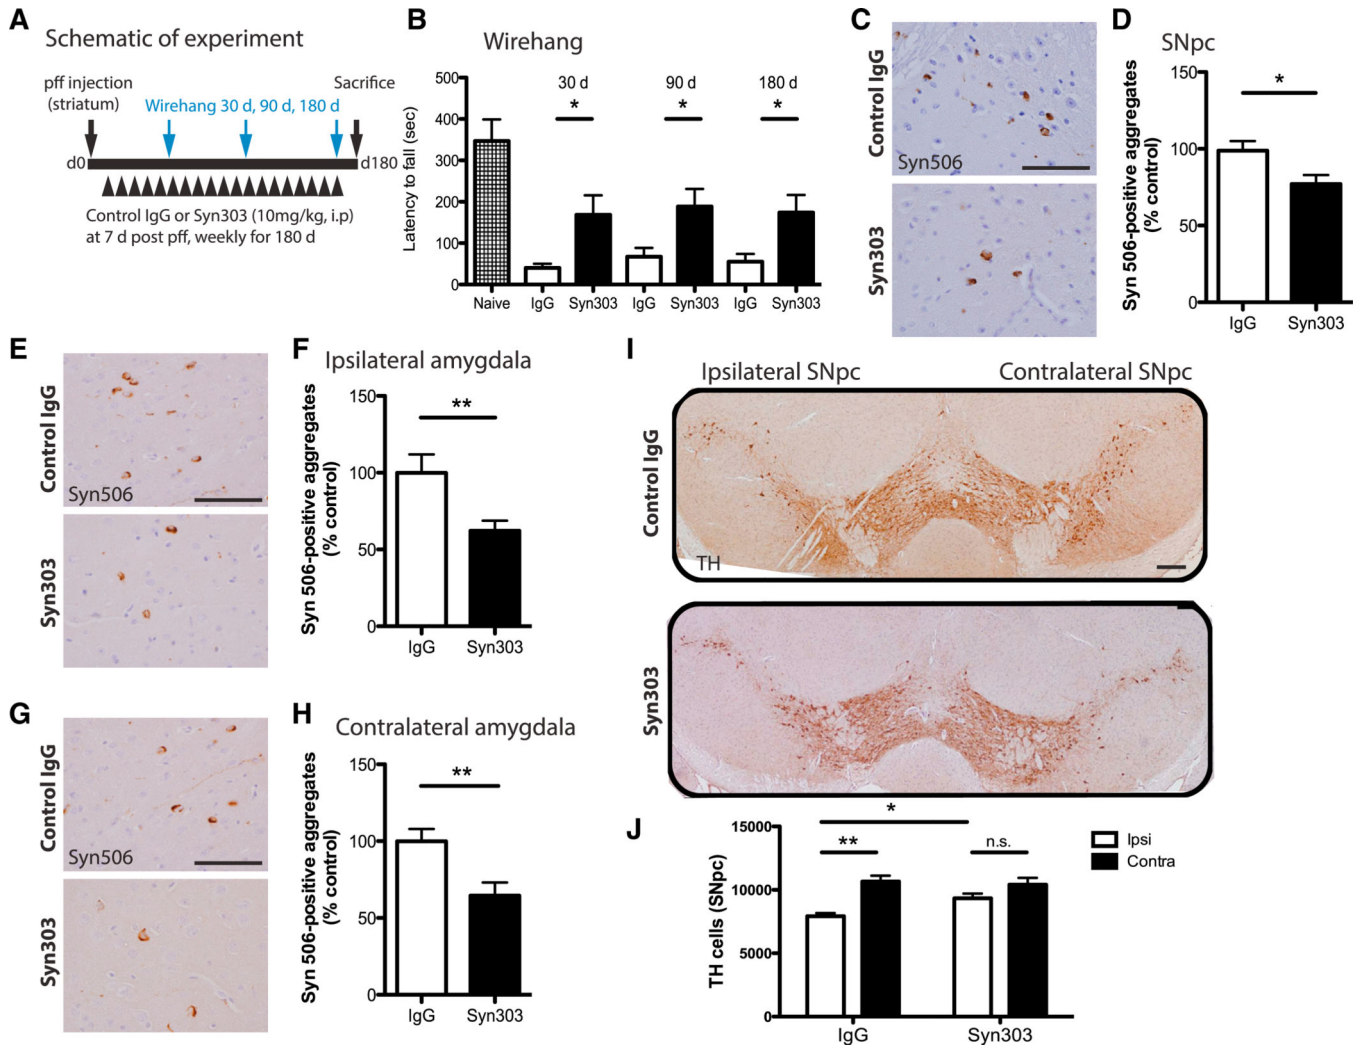 A
Schematic of experiment
pff injection
(striatum)
Sacrifice
Wirehang 30 d, 90 d, 180 d
d0
d180
Control IgG or Syn303 (10mg/kg, i.p)
at 7 d post pff, weekly for 180 d
B
Wirehang
Latency to fall (sec)
500
400
300
200
100
0
30 d
90 d
180 d
*
*
*
Naive
IgG
Syn303
IgG
Syn303
IgG
Syn303
C
Control IgG
Syn506
Syn303
D
SNpc
Syn 506-positive aggregates
(% control)
150
100
50
0
*
IgG
Syn303
E
Control IgG
Syn506
Syn303
F
Ipsilateral amygdala
Syn 506-positive aggregates
(% control)
150
100
50
0
**
IgG
Syn303
G
Control IgG
Syn506
Syn303
H
Contralateral amygdala
Syn 506-positive aggregates
(% control)
150
100
50
0
**
IgG
Syn303
I
Ipsilateral SNpc
Contralateral SNpc
Control IgG
TH
Syn303
J
TH cells (SNpc)
15000
10000
5000
0
*
**
n.s.
IgG
Syn303
Ipsi
Contra